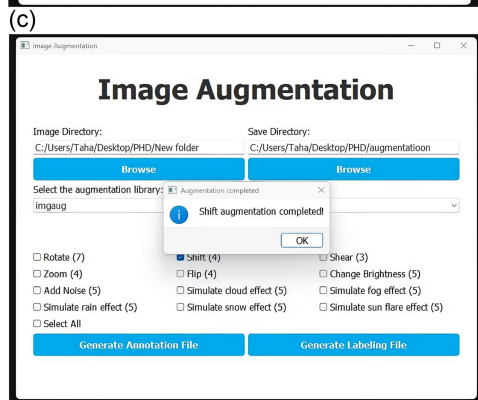 (c)
Image Augmentation
Image Augmentation
Image Directory: Save Directory:
C:/Users/Taha/Desktop/PHD/New folder C:/Users/Taha/Desktop/PHD/augmentatioon
Browse Browse
Select the augmentation library:
imgaug
Augmentation completed
Shift augmentation completed!
OK
Rotate (7) Shift (4) Shear (3)
Zoom (4) Flip (4) Change Brightness (5)
Add Noise (5) Simulate cloud effect (5) Simulate fog effect (5)
Simulate rain effect (5) Simulate snow effect (5) Simulate sun flare effect (5)
Select All
Generate Annotation File Generate Labeling File